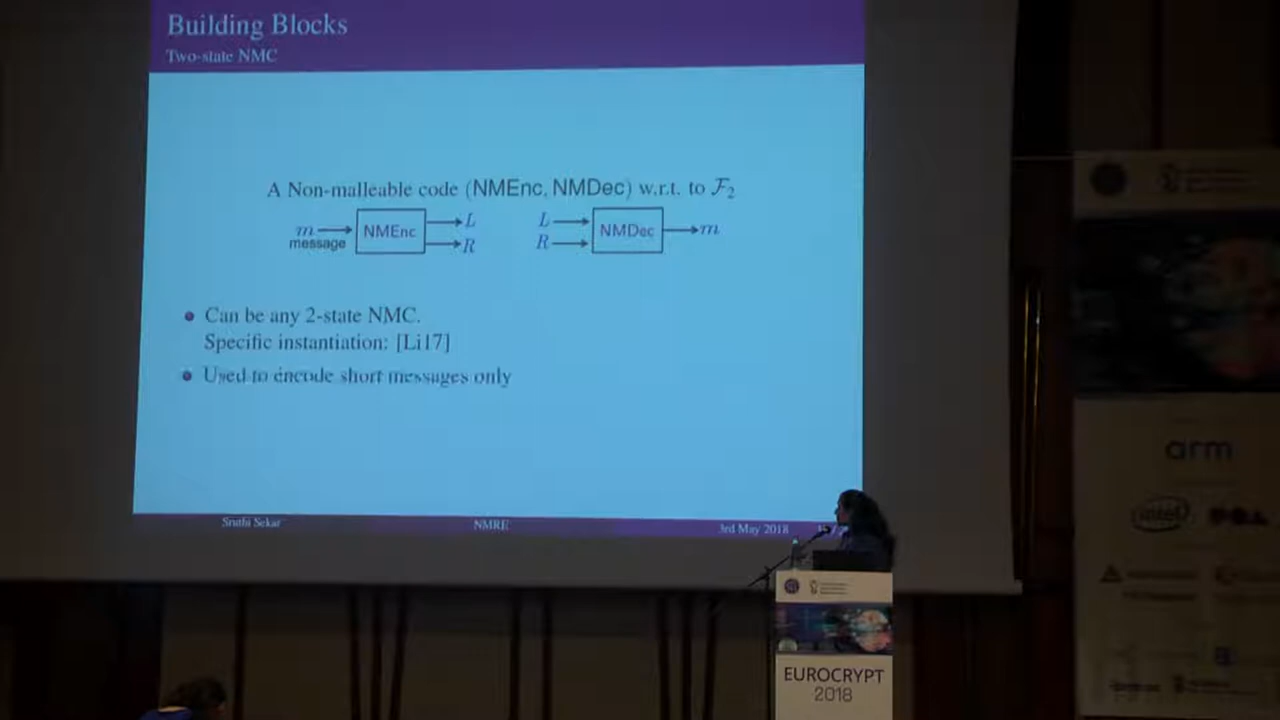 Building Blocks
Two-state NMC
A Non-malleable code (NMEnc, NMDec) w.r.t. to F₂
m
message
NMEnc
L
R
L
R
NMDec
m
Can be any 2-state NMC.
Specific instantiation: [Li17]
Used to encode short messages only
Sruthi Sekar
NMRE
3rd May 2018
EUROCRYPT
2018
arm
intel